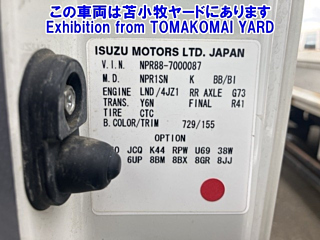 この車両は苫小牧ヤードにあります
Exhibition from TOMAKOMAI YARD
ISUZU MOTORS LTD. JAPAN
V.I.N. NPR88-7000087
M.D. NPR1SN K BB/BI
ENGINE LND/4JZ1 RR AXLE G73
TRANS. Y6N FINAL R41
TIRE CTC
B.COLOR/TRIM 729/155
OPTION
JCQ K44 RPW U69 38W
6UP 8BM 8BX 8GR 8JJ